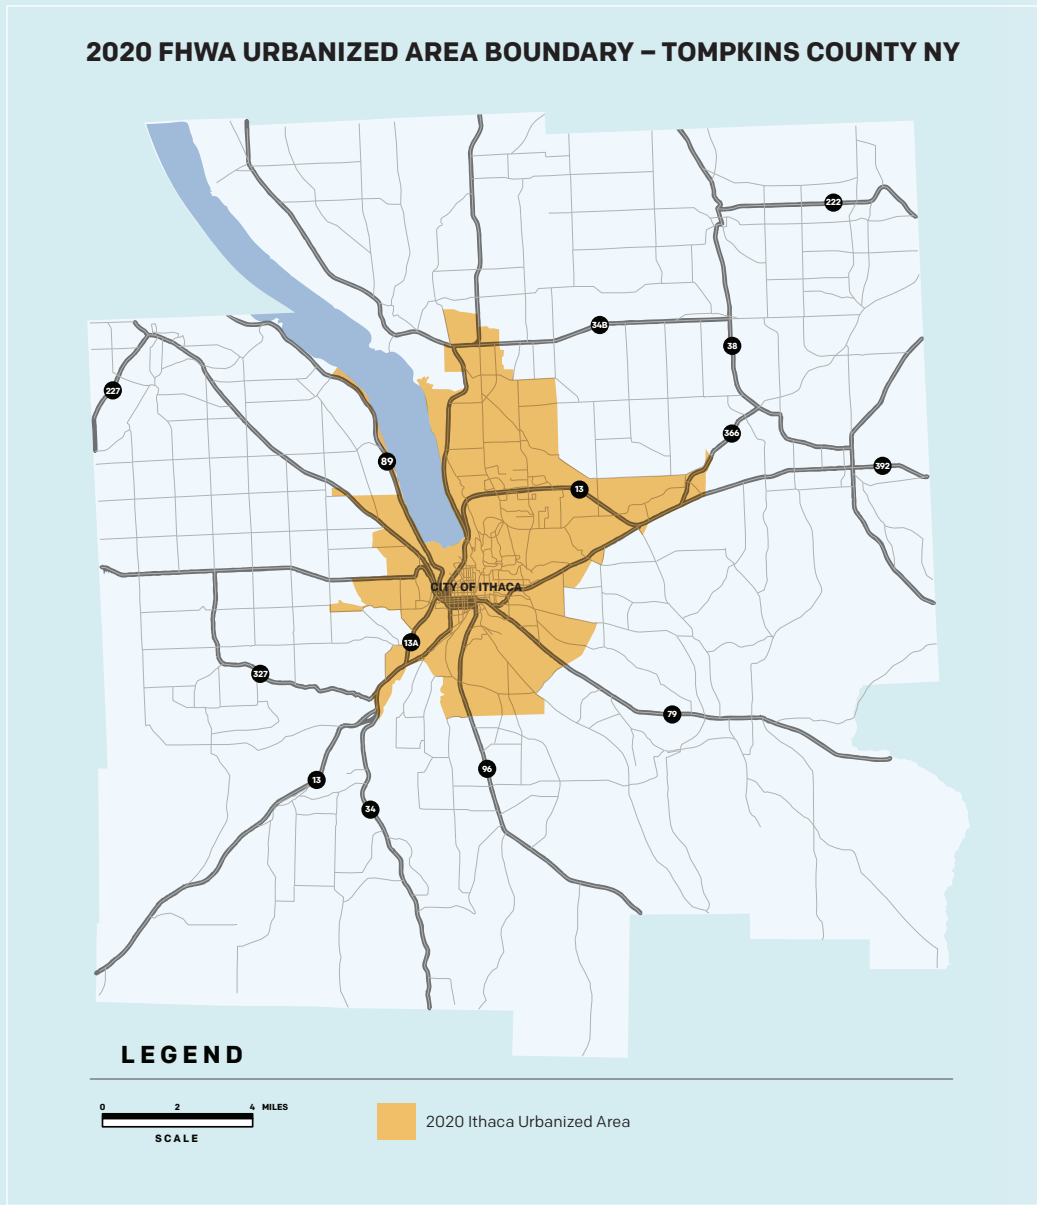 2020 FHWA URBANIZED AREA BOUNDARY – TOMPKINS COUNTY NY
222
34B
38
227
366
89
392
13
CITY OF ITHACA
13A
327
79
96
13
34
LEGEND
0 2 4 MILES
SCALE
2020 Ithaca Urbanized Area